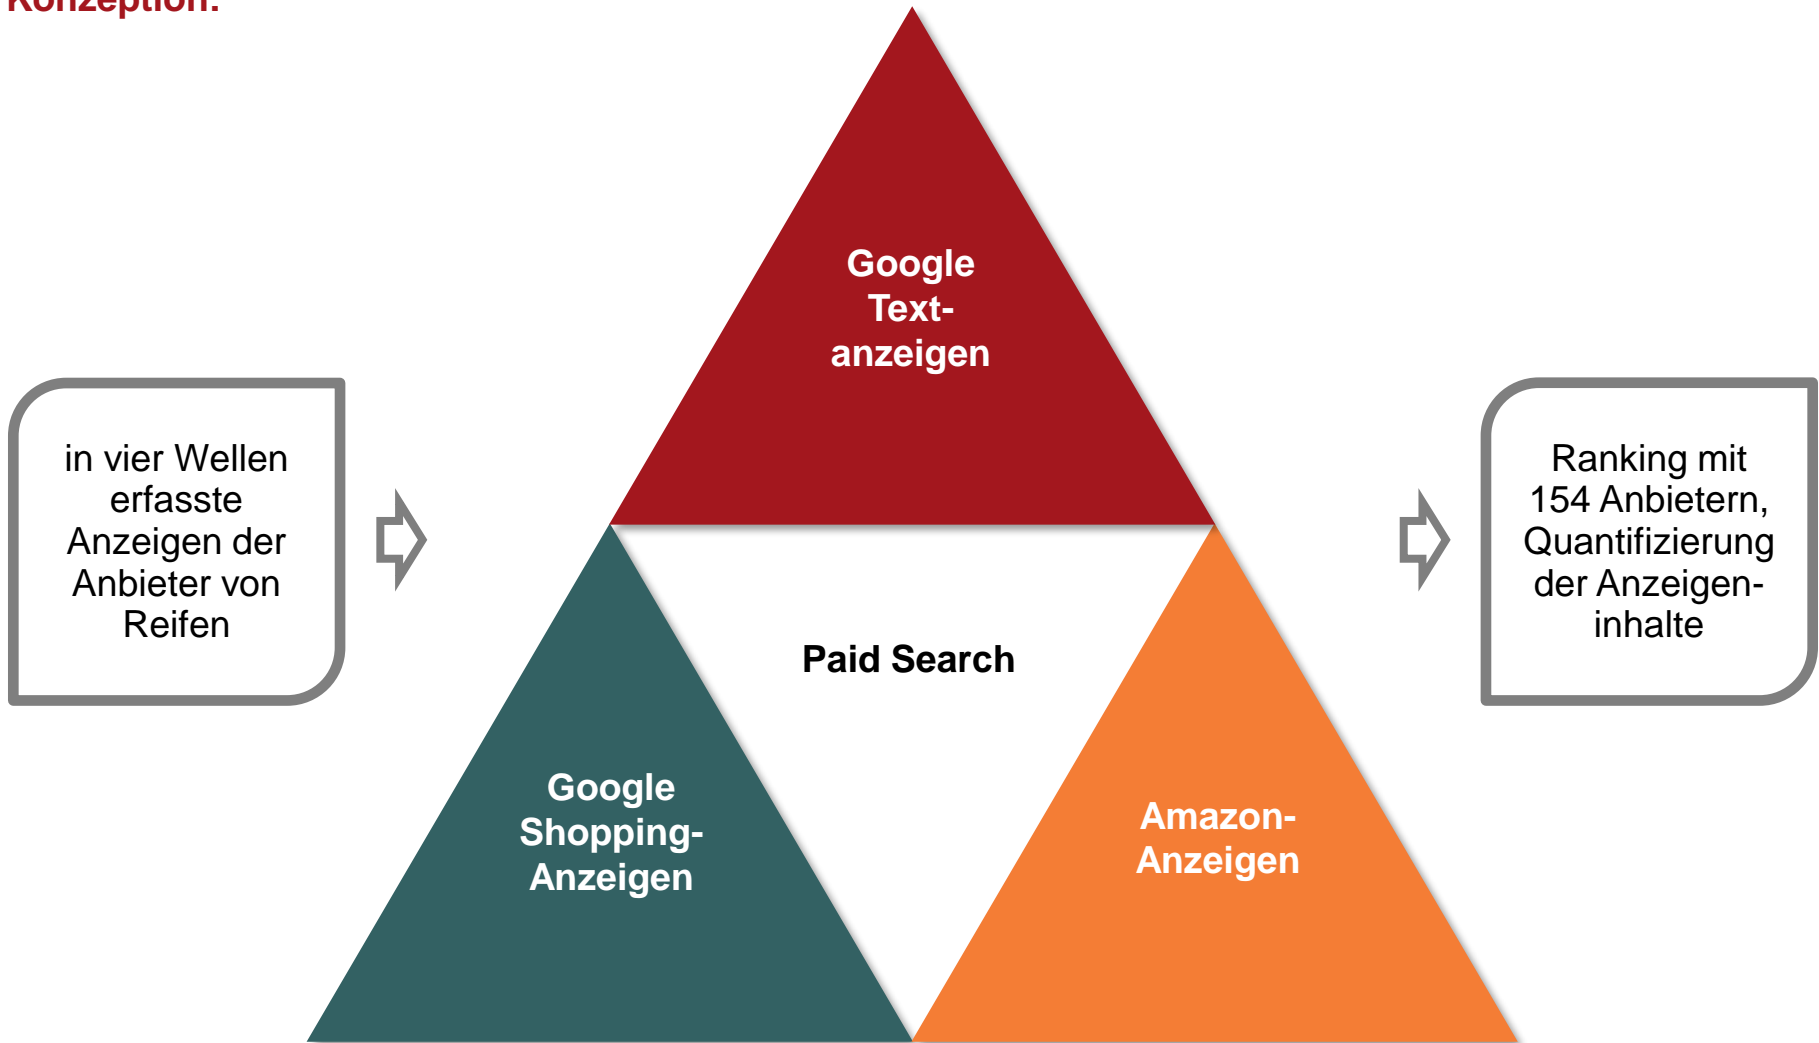 Konzeption:
Google
Text-
anzeigen
in vier Wellen
erfasste
Anzeigen der
Anbieter von
Reifen
Ranking mit
154 Anbietern,
Quantifizierung
der Anzeigen-
inhalte
Paid Search
Google
Shopping-
Anzeigen
Amazon-
Anzeigen